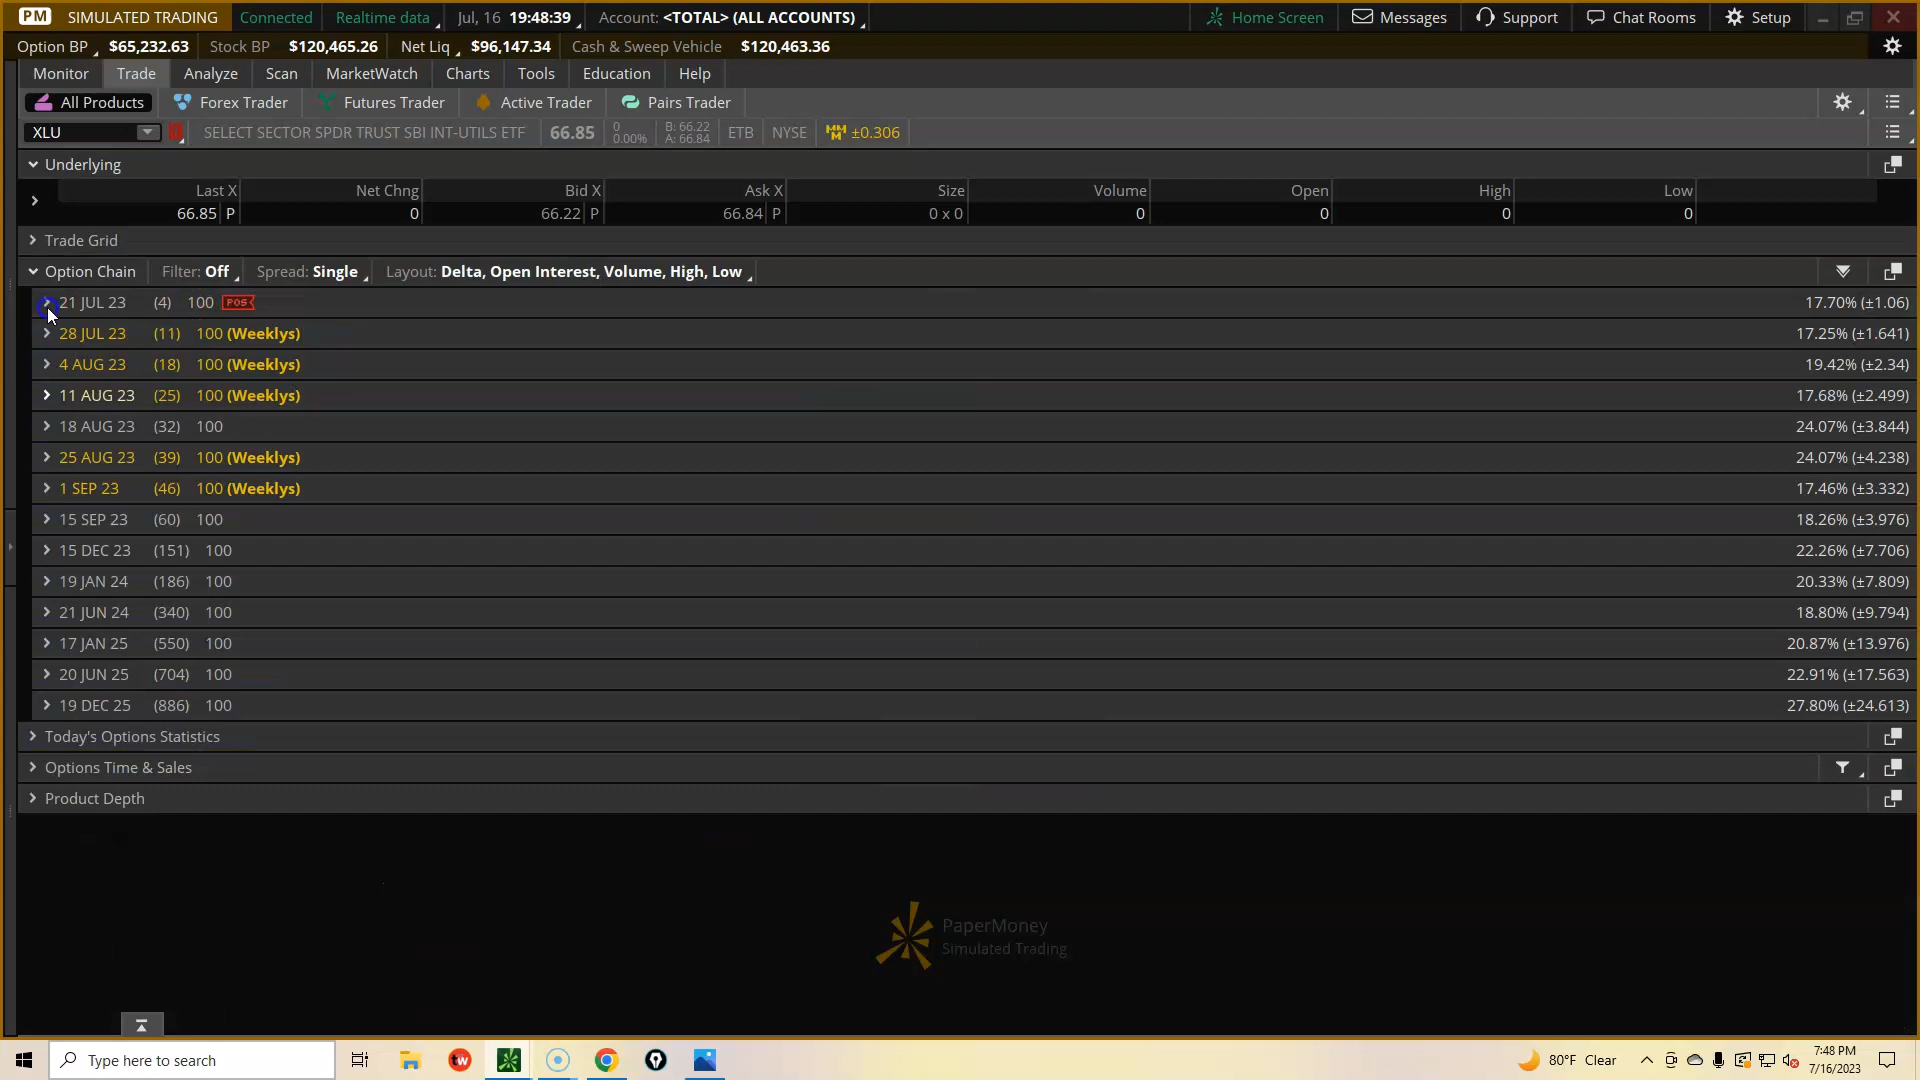 PM SIMULATED TRADING Connected Realtime data Jul, 16 19:48:39 Account: <TOTAL> (ALL ACCOUNTS) Home Screen Messages Support Chat Rooms Setup
Option BP $65,232.63 Stock BP $120,465.26 Net Liq $96,147.34 Cash & Sweep Vehicle $120,463.36
Monitor Trade Analyze Scan MarketWatch Charts Tools Education Help
All Products Forex Trader Futures Trader Active Trader Pairs Trader
XLU SELECT SECTOR SPDR TRUST SBI INT-UTILS ETF 66.85 0 0.00% B: 66.22 A: 66.84 ETB NYSE MMM ±0.306
Underlying
Last X Net Chng Bid X Ask X Size Volume Open High Low
66.85 P 0 66.22 P 66.84 P 0 x 0 0 0 0 0
Trade Grid
Option Chain Filter: Off Spread: Single Layout: Delta, Open Interest, Volume, High, Low
21 JUL 23 (4) 100 POS 17.70% (±1.06)
28 JUL 23 (11) 100 (Weeklys) 17.25% (±1.641)
4 AUG 23 (18) 100 (Weeklys) 19.42% (±2.34)
11 AUG 23 (25) 100 (Weeklys) 17.68% (±2.499)
18 AUG 23 (32) 100 24.07% (±3.844)
25 AUG 23 (39) 100 (Weeklys) 24.07% (±4.238)
1 SEP 23 (46) 100 (Weeklys) 17.46% (±3.332)
15 SEP 23 (60) 100 18.26% (±3.976)
15 DEC 23 (151) 100 22.26% (±7.706)
19 JAN 24 (186) 100 20.33% (±7.809)
21 JUN 24 (340) 100 18.80% (±9.794)
17 JAN 25 (550) 100 20.87% (±13.976)
20 JUN 25 (704) 100 22.91% (±17.563)
19 DEC 25 (886) 100 27.80% (±24.613)
Today's Options Statistics
Options Time & Sales
Product Depth
PaperMoney
Simulated Trading
Type here to search tw 80°F Clear 7:48 PM
7/16/2023